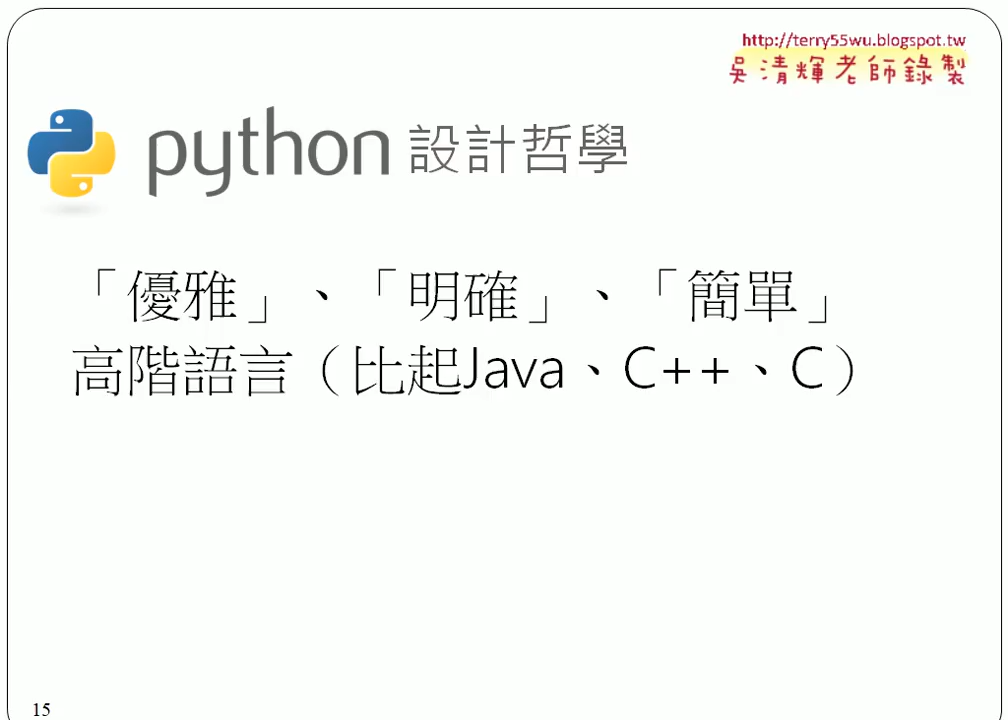 http://terry55wu.blogspot.tw
吳清輝老師錄製
python 設計哲學
「優雅」、「明確」、「簡單」
高階語言（比起Java、C++、C）
15